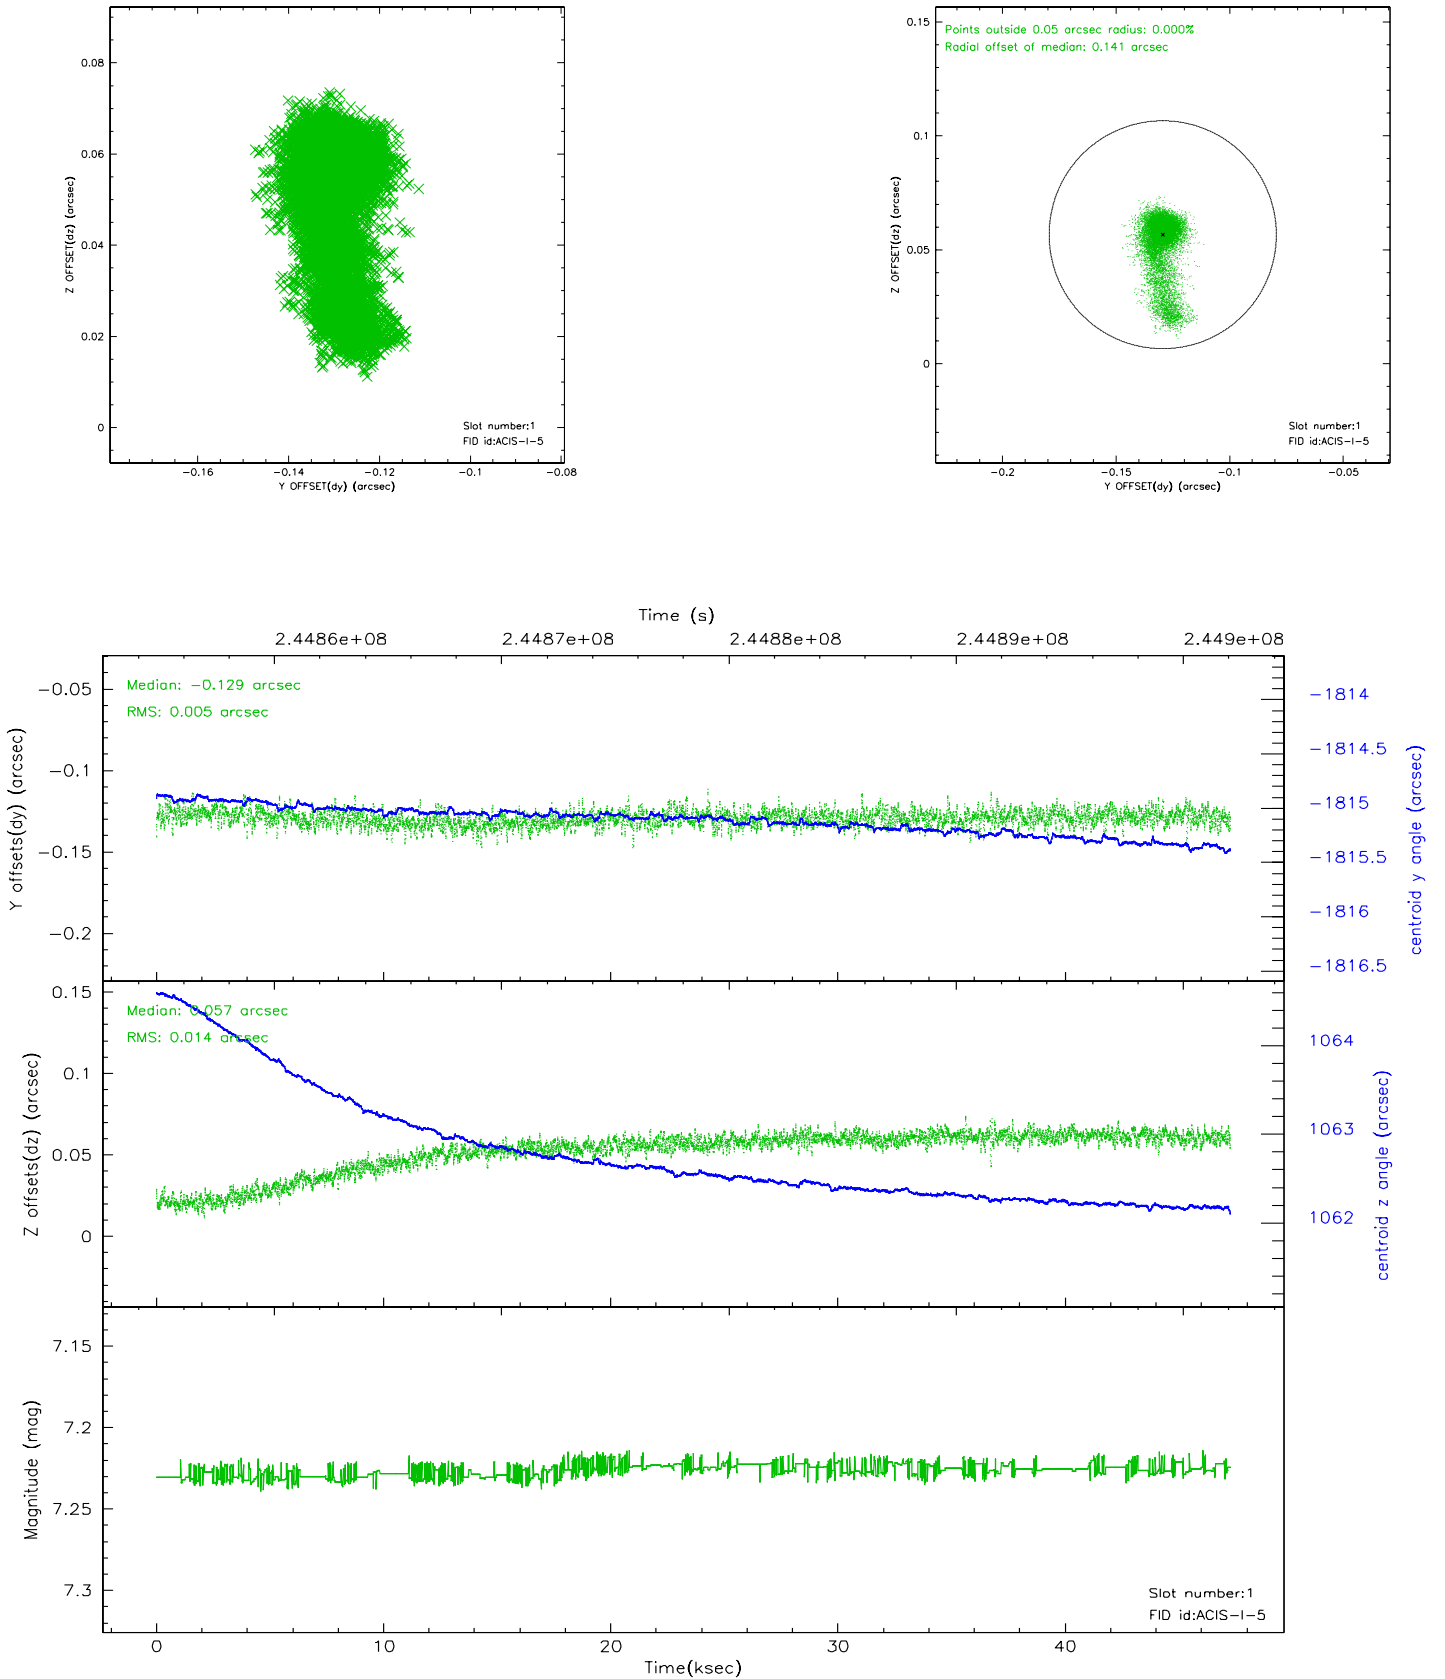 0.08
0.06
0.04
0.02
0
Z OFFSET(dz) (arcsec)
Slot number:1
FID id:ACIS-I-5
-0.16 -0.14 -0.12 -0.1 -0.08
Y OFFSET(dy) (arcsec)
Points outside 0.05 arcsec radius: 0.000%
Radial offset of median: 0.141 arcsec
0.15
0.1
0.05
0
Z OFFSET(dz) (arcsec)
Slot number:1
FID id:ACIS-I-5
-0.2 -0.15 -0.1 -0.05
Y OFFSET(dy) (arcsec)
Time (s)
2.4486e+08 2.4487e+08 2.4488e+08 2.4489e+08 2.449e+08
Median: -0.129 arcsec
RMS: 0.005 arcsec
-0.05
-0.1
-0.15
-0.2
Y offsets(dy) (arcsec)
-1814
-1814.5
-1815
-1815.5
-1816
-1816.5
centroid y angle (arcsec)
Median: 0.057 arcsec
RMS: 0.014 arcsec
0.15
0.1
0.05
0
Z offsets(dz) (arcsec)
1064
1063
1062
centroid z angle (arcsec)
7.15
7.2
7.25
7.3
Magnitude (mag)
Slot number:1
FID id:ACIS-I-5
0 10 20 30 40
Time(ksec)